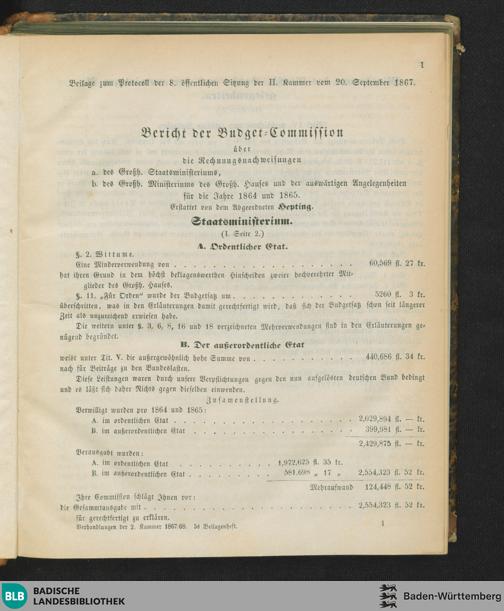 1
Beilage zum Protocoll der 8. öffentlichen Sitzung der II. Kammer vom 20. September 1867.
Bericht der Budget-Commission
über
die Rechnungsnachweisungen
a. des Großh. Staatsministeriums,
b. des Großh. Ministeriums des Großh. Hauses und der auswärtigen Angelegenheiten
für die Jahre 1864 und 1865.
Erstattet von dem Abgeordneten Hepting.
Staatsministerium.
(I. Seite 2.)
A. Ordentlicher Etat.
§. 2. Wittume.
Eine Minderverwendung von . . . . . . . . . . . . . . . . 60,569 fl. 27 kr.
hat ihren Grund in dem höchst beklagenswerthen Hinscheiden zweier hochverehrter Mit-
glieder des Großh. Hauses.
§. 11. „Für Orden“ wurde der Budgetsatz um . . . . . . . . . . . 5260 fl. 3 kr.
überschritten, was in den Erläuterungen damit gerechtfertigt wird, daß sich der Budgetsatz schon seit längerer
Zeit als unzureichend erwiesen habe.
Die weitern unter §. 3, 6, 8, 16 und 18 verzeichneten Mehrverwendungen sind in den Erläuterungen ge-
nügend begründet.
B. Der außerordentliche Etat
weist unter Tit. V. die außergewöhnlich hohe Summe von . . . . . . . . . 440,686 fl. 34 kr.
nach für Beiträge zu den Bundeslasten.
Diese Leistungen waren durch unsere Verpflichtungen gegen den nun aufgelösten deutschen Bund bedingt
und es läßt sich daher Nichts gegen dieselben einwenden.
Zusammenstellung.
Verwilligt wurden pro 1864 und 1865:
A. im ordentlichen Etat . . . . . . . . . . . . . . . 2,029,894 fl. — kr.
B. im außerordentlichen Etat . . . . . . . . . . . . . 399,981 fl. — kr.
2,429,875 fl. — kr.
Verausgabt wurden:
A. im ordentlichen Etat . . . . . . . . 1,972,625 fl. 35 kr.
B. im außerordentlichen Etat . . . . . . 581,698 „ 17 „ 2,554,323 fl. 52 kr.
Mehraufwand 124,448 fl. 52 kr.
Ihre Commission schlägt Ihnen vor:
die Gesammtausgabe mit . . . . . . . . . . . . . . . . 2,554,323 fl. 52 kr.
für gerechtfertigt zu erklären.
Verhandlungen der 2. Kammer 1867/68. 5s Beilagenheft. 1
BLB BADISCHE
LANDESBIBLIOTHEK
Baden-Württemberg